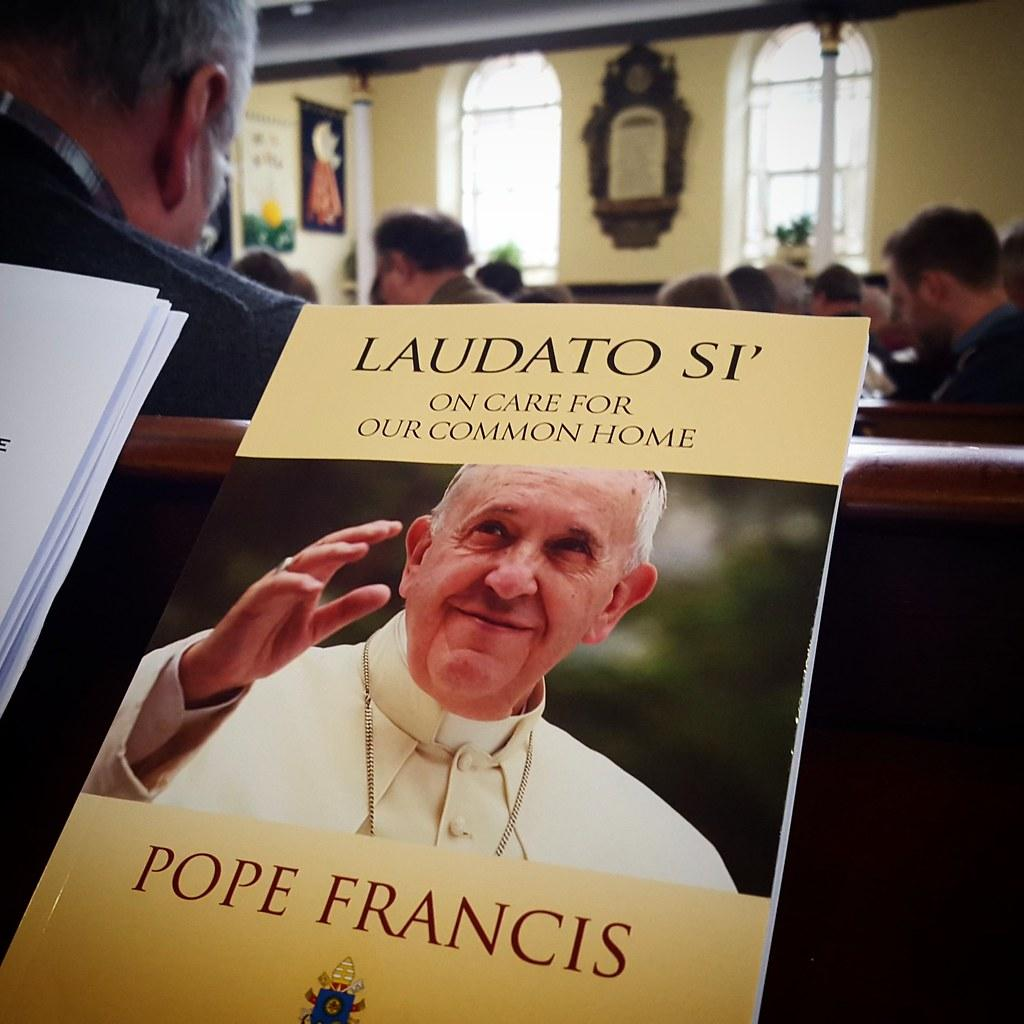 LAUDATO SI'
ON CARE FOR
OUR COMMON HOME
POPE FRANCIS
E